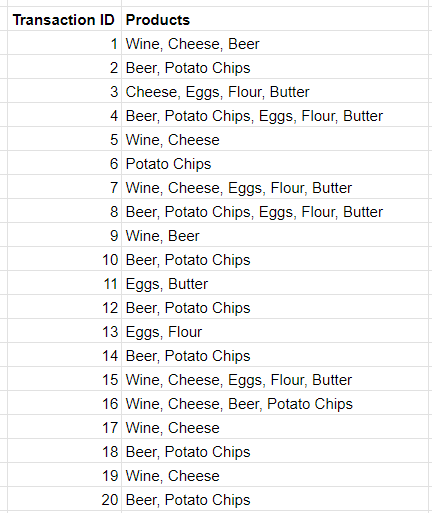 Transaction ID Products
1 Wine, Cheese, Beer
2 Beer, Potato Chips
3 Cheese, Eggs, Flour, Butter
4 Beer, Potato Chips, Eggs, Flour, Butter
5 Wine, Cheese
6 Potato Chips
7 Wine, Cheese, Eggs, Flour, Butter
8 Beer, Potato Chips, Eggs, Flour, Butter
9 Wine, Beer
10 Beer, Potato Chips
11 Eggs, Butter
12 Beer, Potato Chips
13 Eggs, Flour
14 Beer, Potato Chips
15 Wine, Cheese, Eggs, Flour, Butter
16 Wine, Cheese, Beer, Potato Chips
17 Wine, Cheese
18 Beer, Potato Chips
19 Wine, Cheese
20 Beer, Potato Chips